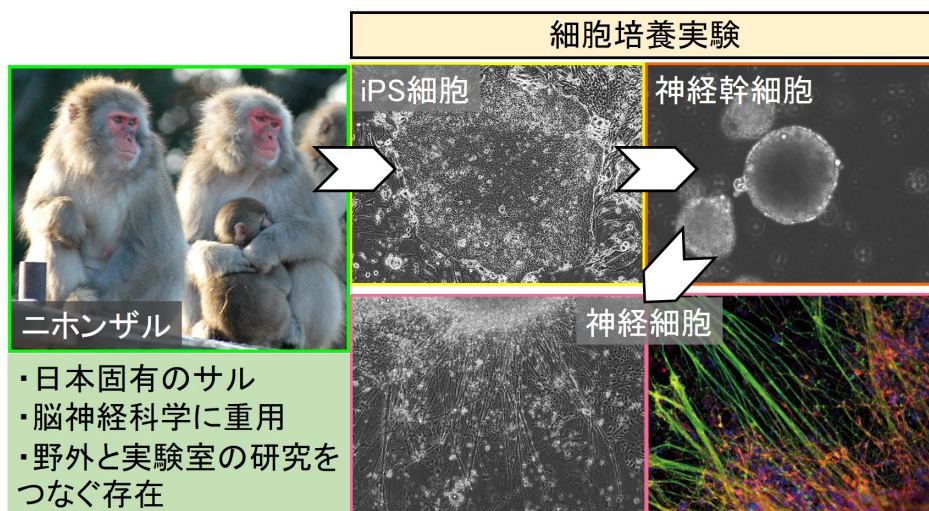 細胞培養実験
iPS細胞
神経幹細胞
ニホンザル
神経細胞
・日本固有のサル
・脳神経科学に重用
・野外と実験室の研究を
つなぐ存在